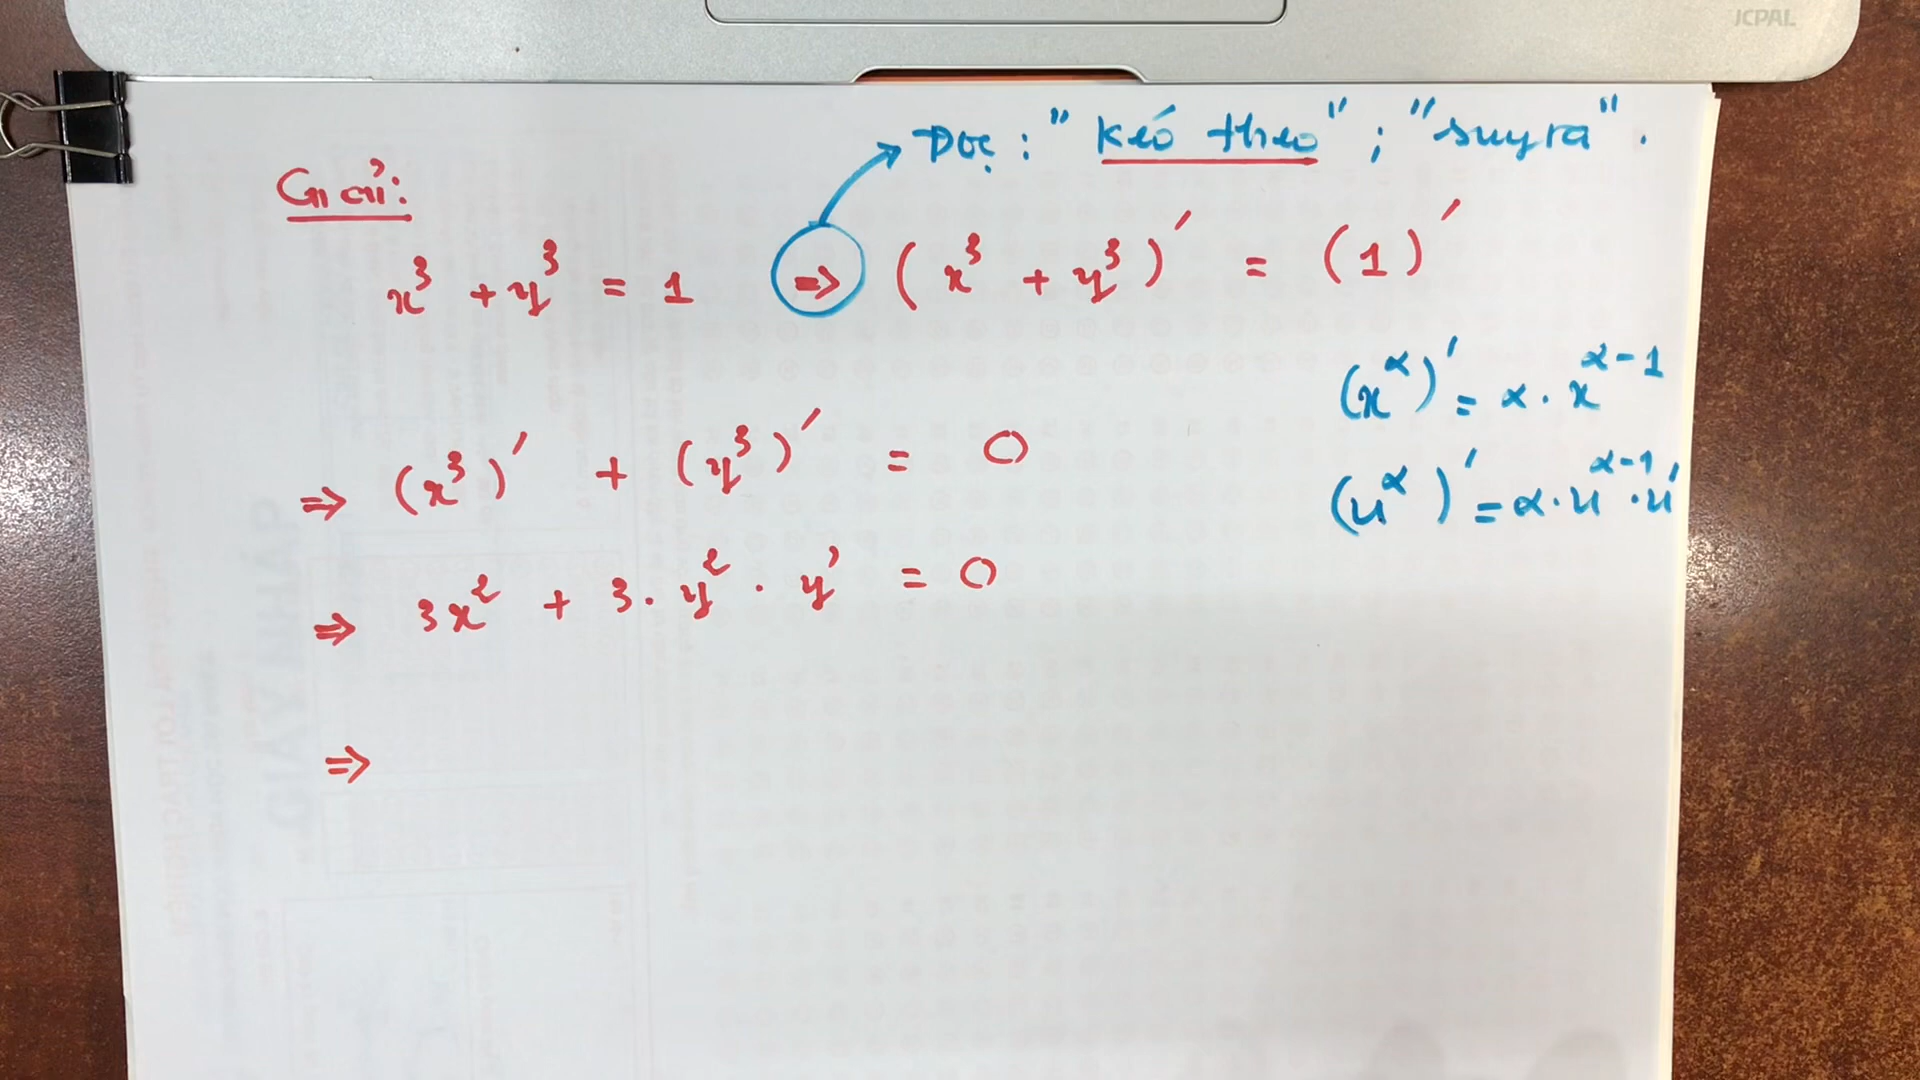 JCPAL
Đọc : "Kéo theo" ; "suy ra".
Giải:
x³ + y³ = 1 ⇒ (x³ + y³)′ = (1)′
(x^α)′ = α . x^(α-1)
⇒ (x³)′ + (y³)′ = 0
(u^α)′ = α . u^(α-1) . u′
⇒ 3x² + 3 . y² . y′ = 0
⇒